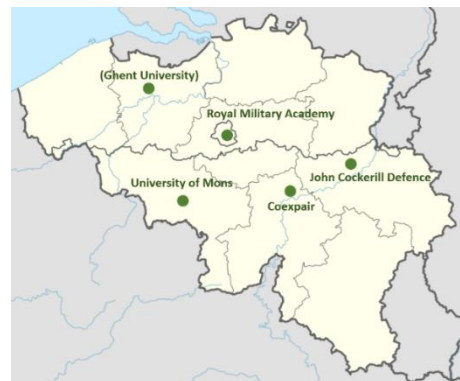 (Ghent University)
Royal Military Academy
University of Mons
John Cockerill Defence
Coexpair